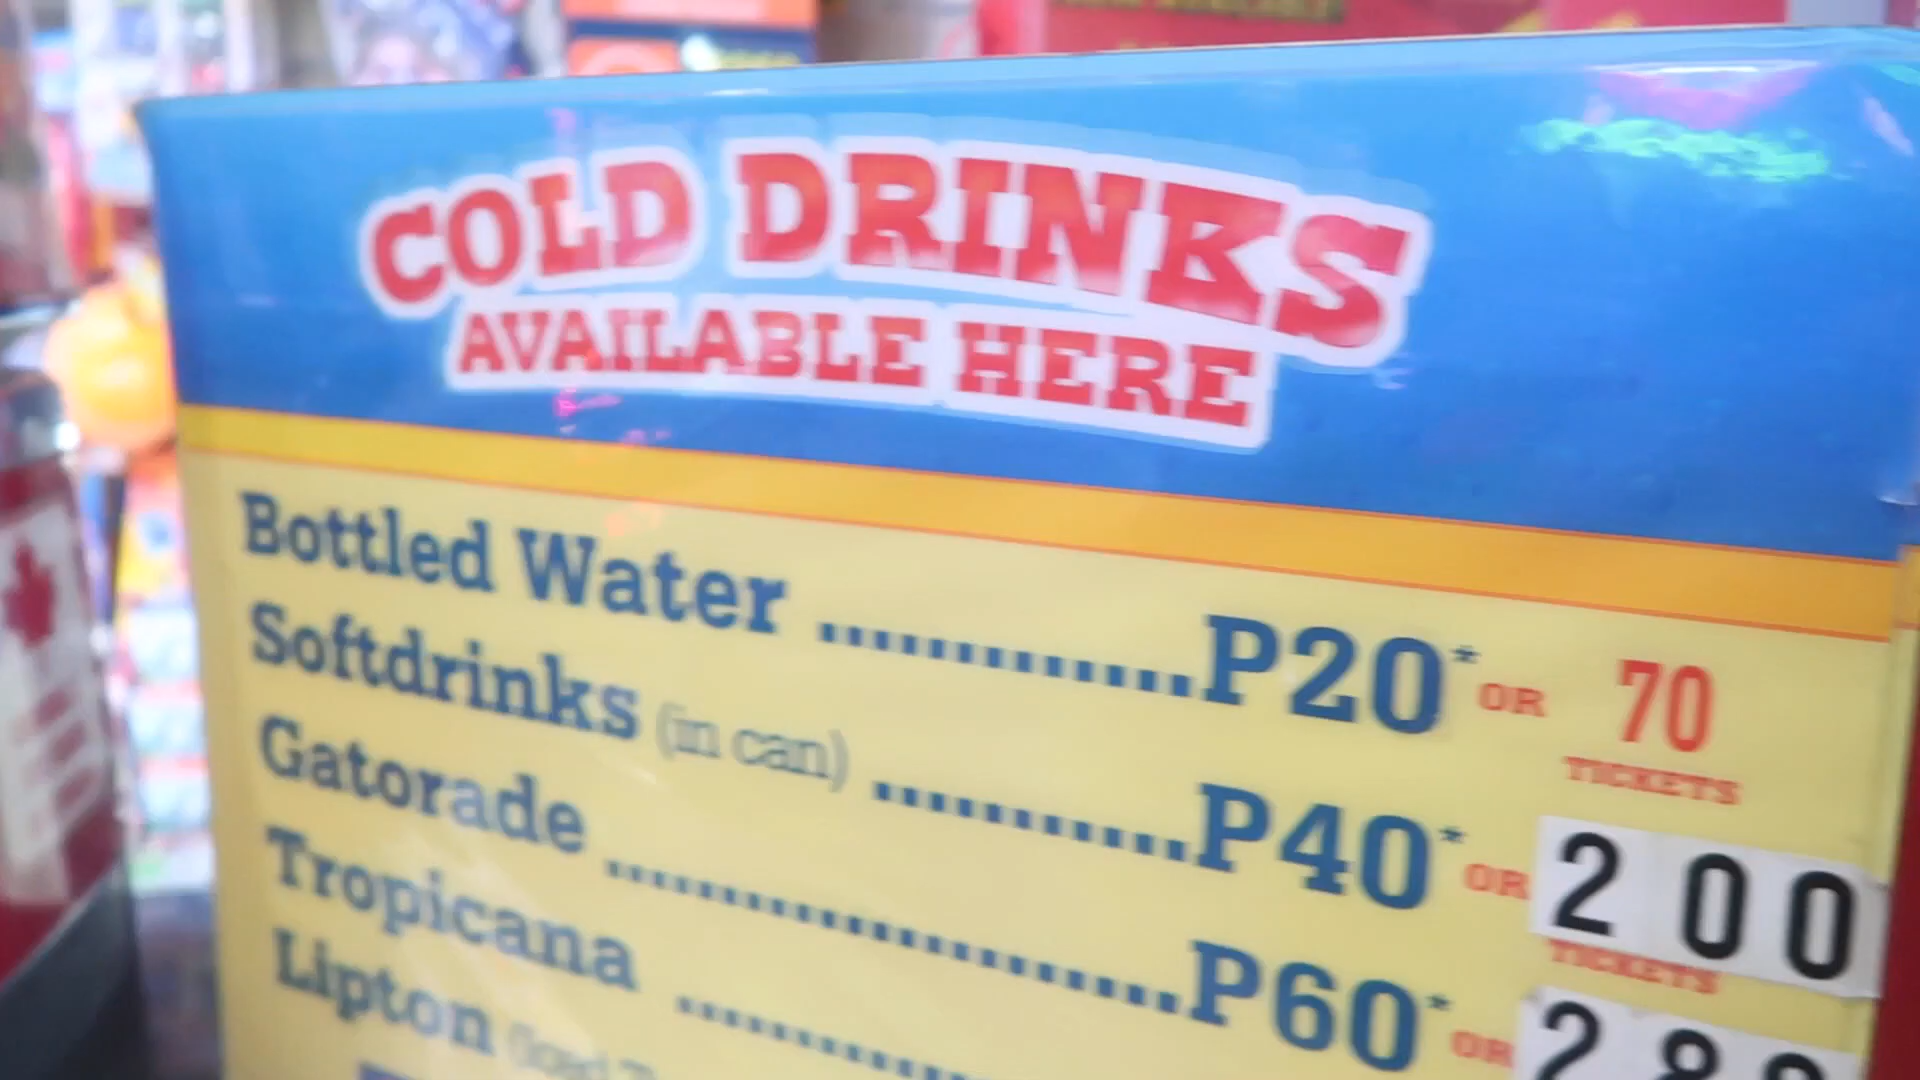 COLD DRINKS
AVAILABLE HERE
Bottled Water ............P20* OR 70 TICKETS
Softdrinks (in can) ..........P40* OR 200 TICKETS
Gatorade .................P60* OR
Tropicana
Lipton